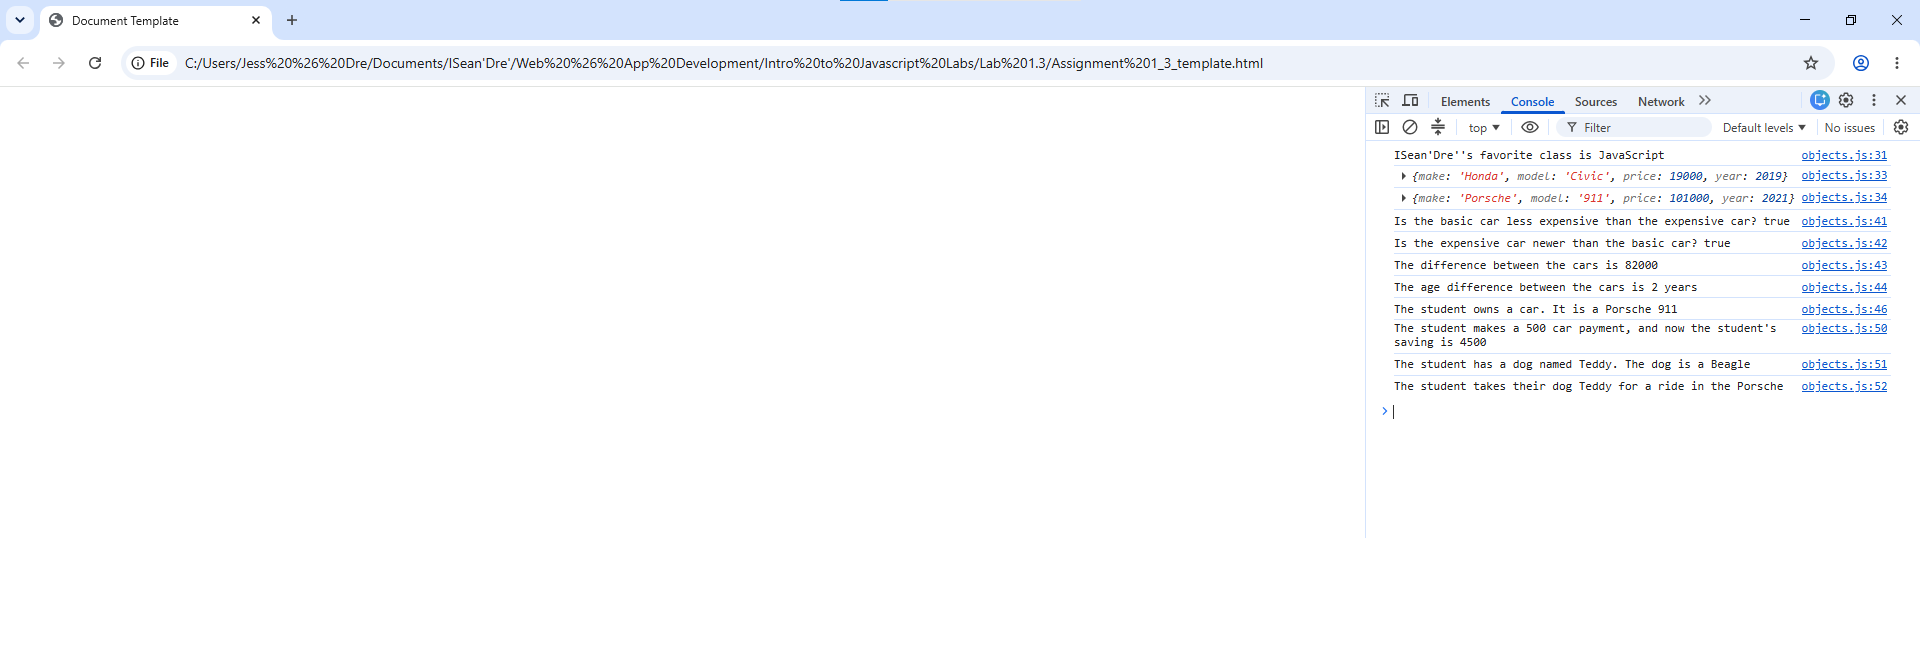 Document Template
File
C:/Users/Jess%20%26%20Dre/Documents/ISean'Dre'/Web%20%26%20App%20Development/Intro%20to%20Javascript%20Labs/Lab%201.3/Assignment%201_3_template.html
Elements Console Sources Network
top Filter Default levels No issues
ISean'Dre''s favorite class is JavaScript objects.js:31
{make: 'Honda', model: 'Civic', price: 19000, year: 2019} objects.js:33
{make: 'Porsche', model: '911', price: 101000, year: 2021} objects.js:34
Is the basic car less expensive than the expensive car? true objects.js:41
Is the expensive car newer than the basic car? true objects.js:42
The difference between the cars is 82000 objects.js:43
The age difference between the cars is 2 years objects.js:44
The student owns a car. It is a Porsche 911 objects.js:46
The student makes a 500 car payment, and now the student's objects.js:50
saving is 4500
The student has a dog named Teddy. The dog is a Beagle objects.js:51
The student takes their dog Teddy for a ride in the Porsche objects.js:52